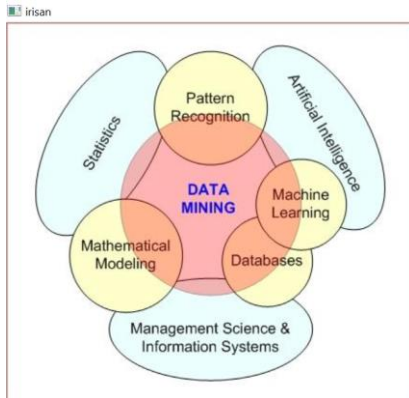 irisan
Pattern
Recognition
Statistics
Artificial Intelligence
DATA
MINING
Machine
Learning
Mathematical
Modeling
Databases
Management Science &
Information Systems